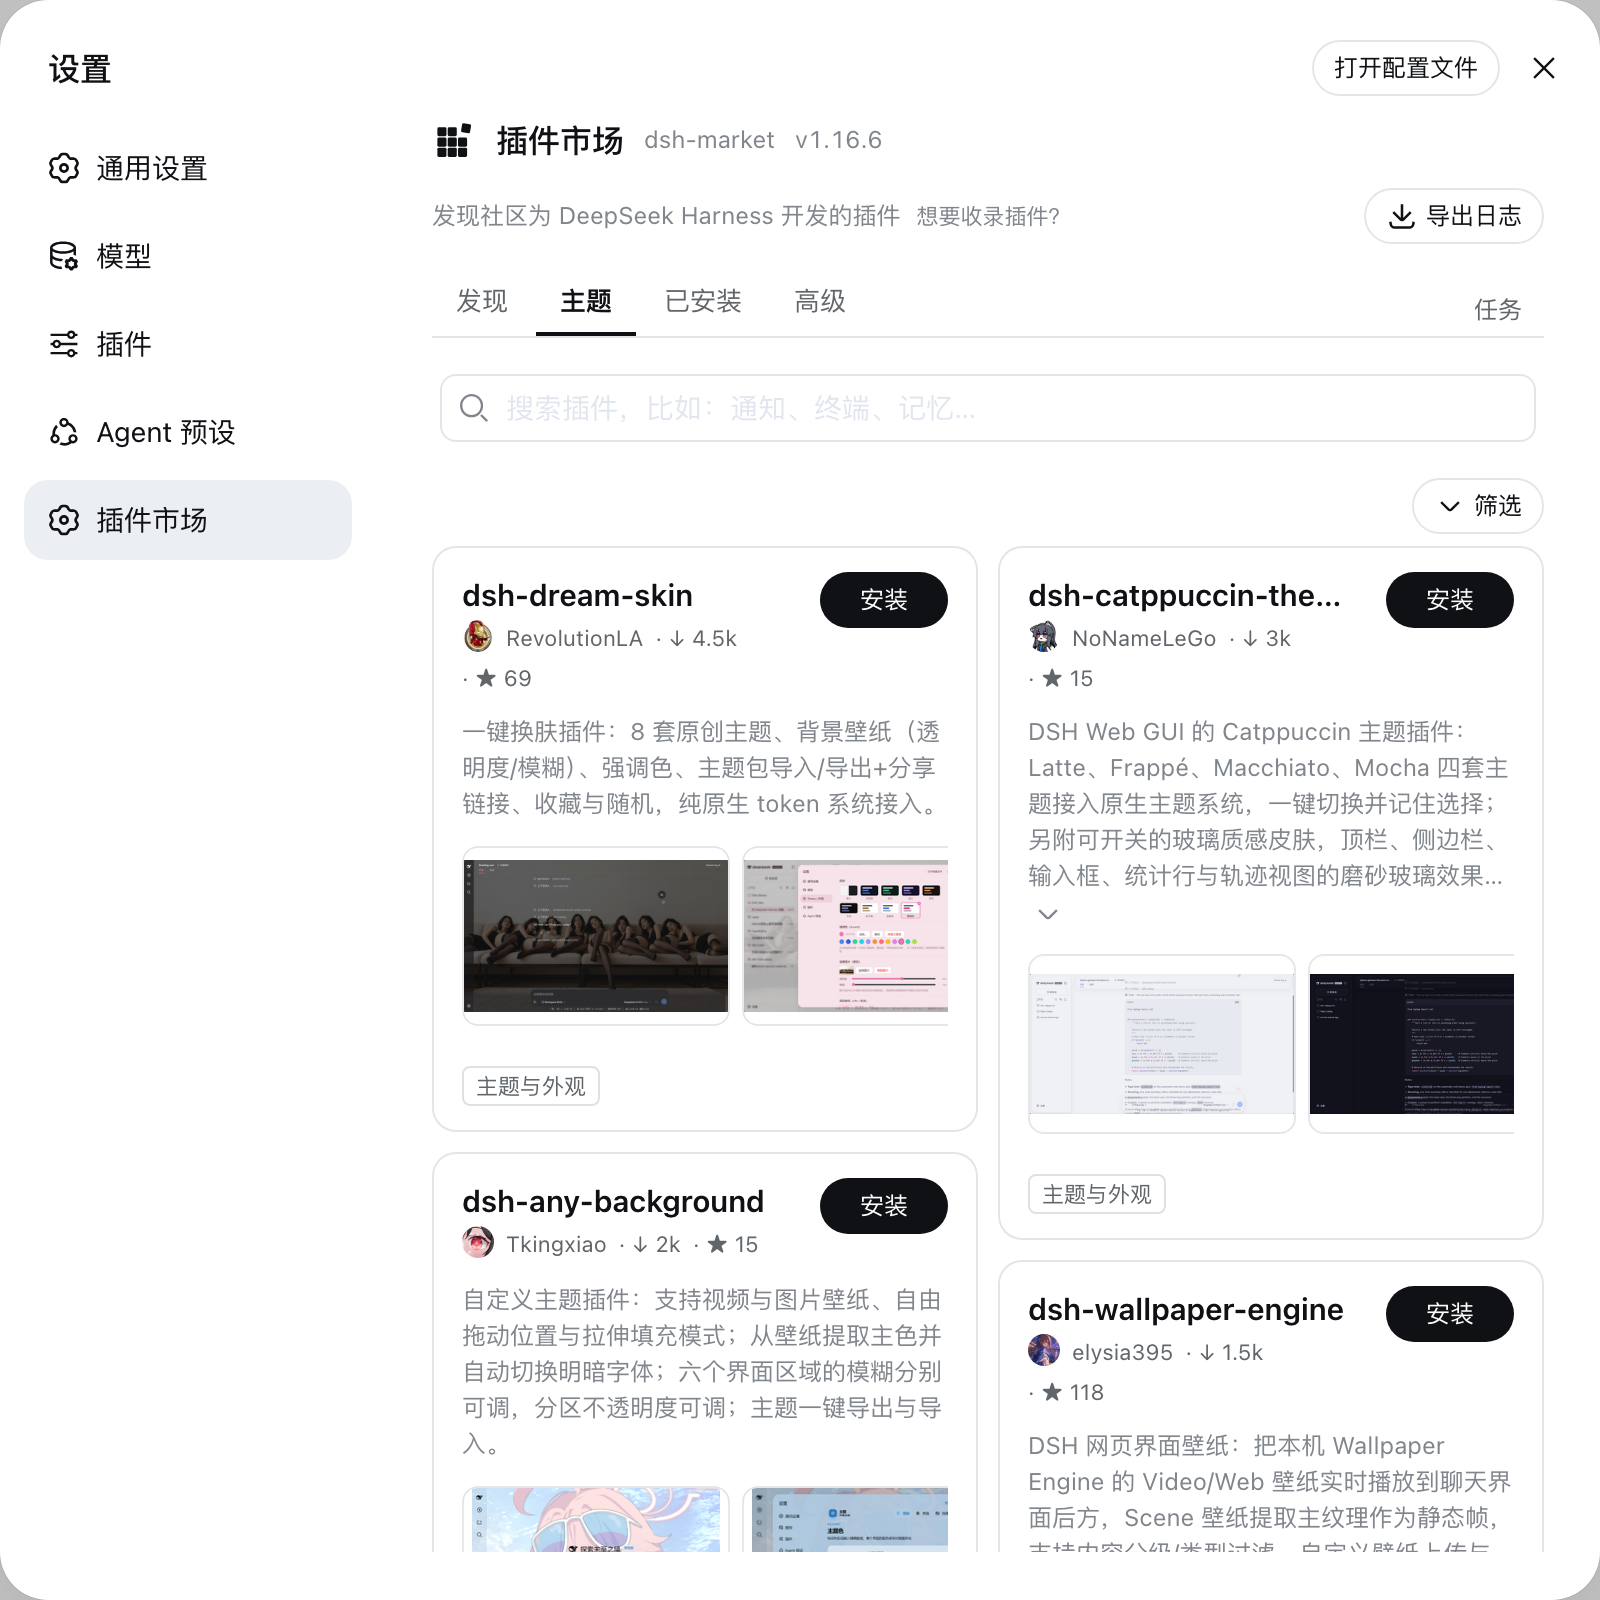 设置
打开配置文件
通用设置
模型
插件
Agent 预设
插件市场
插件市场 dsh-market v1.16.6
发现社区为 DeepSeek Harness 开发的插件 想要收录插件?
导出日志
发现 主题 已安装 高级
任务
搜索插件，比如：通知、终端、记忆...
筛选
dsh-dream-skin
安装
RevolutionLA · ↓ 4.5k
· ★ 69
一键换肤插件：8 套原创主题、背景壁纸（透
明度/模糊）、强调色、主题包导入/导出+分享
链接、收藏与随机，纯原生 token 系统接入。
主题与外观
dsh-catppuccin-the...
安装
NoNameLeGo · ↓ 3k
· ★ 15
DSH Web GUI 的 Catppuccin 主题插件：
Latte、Frappé、Macchiato、Mocha 四套主
题接入原生主题系统，一键切换并记住选择；
另附可开关的玻璃质感皮肤，顶栏、侧边栏、
输入框、统计行与轨迹视图的磨砂玻璃效果...
主题与外观
dsh-any-background
安装
Tkingxiao · ↓ 2k · ★ 15
自定义主题插件：支持视频与图片壁纸、自由
拖动位置与拉伸填充模式；从壁纸提取主色并
自动切换明暗字体；六个界面区域的模糊分别
可调，分区不透明度可调；主题一键导出与导
入。
dsh-wallpaper-engine
安装
elysia395 · ↓ 1.5k
· ★ 118
DSH 网页界面壁纸：把本机 Wallpaper
Engine 的 Video/Web 壁纸实时播放到聊天界
面后方，Scene 壁纸提取主纹理作为静态帧，
支持内容分级/类型过滤、自定义壁纸上传与